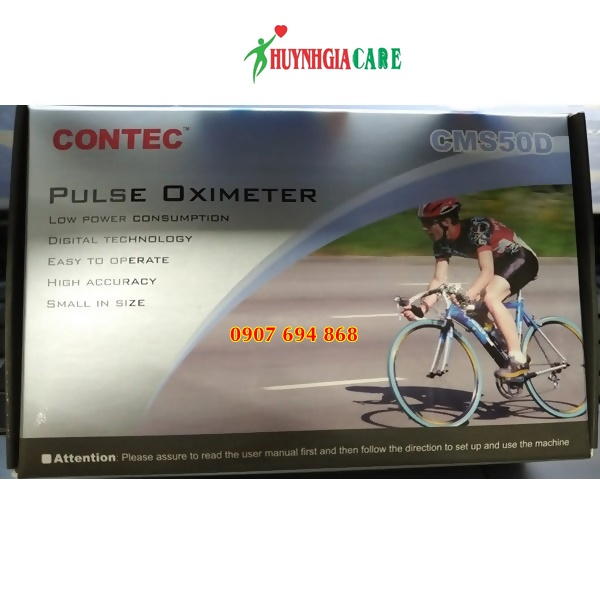 HUYNHGIACARE
CONTEC™
CMS50D
PULSE OXIMETER
LOW POWER CONSUMPTION
DIGITAL TECHNOLOGY
EASY TO OPERATE
HIGH ACCURACY
SMALL IN SIZE
0907 694 868
Attention: Please assure to read the user manual first and then follow the direction to set up and use the machine